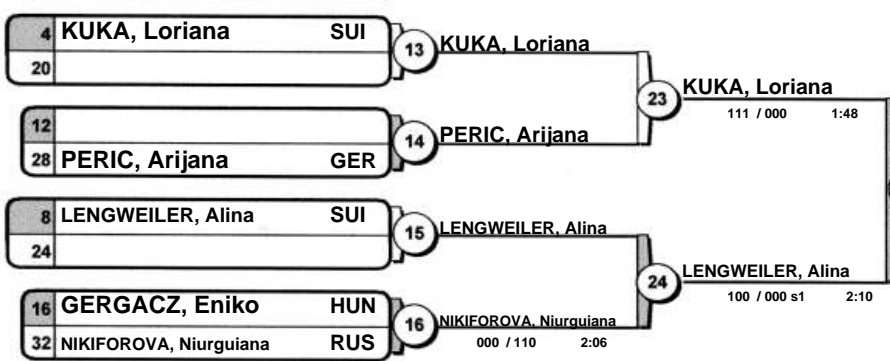 4 KUKA, Loriana SUI
20
13 KUKA, Loriana
12
28 PERIC, Arijana GER
14 PERIC, Arijana
23 KUKA, Loriana
111 / 000 1:48
8 LENGWEILER, Alina SUI
24
15 LENGWEILER, Alina
16 GERGACZ, Eniko HUN
32 NIKIFOROVA, Niurguiana RUS
16 NIKIFOROVA, Niurguiana
000 / 110 2:06
24 LENGWEILER, Alina
100 / 000 s1 2:10